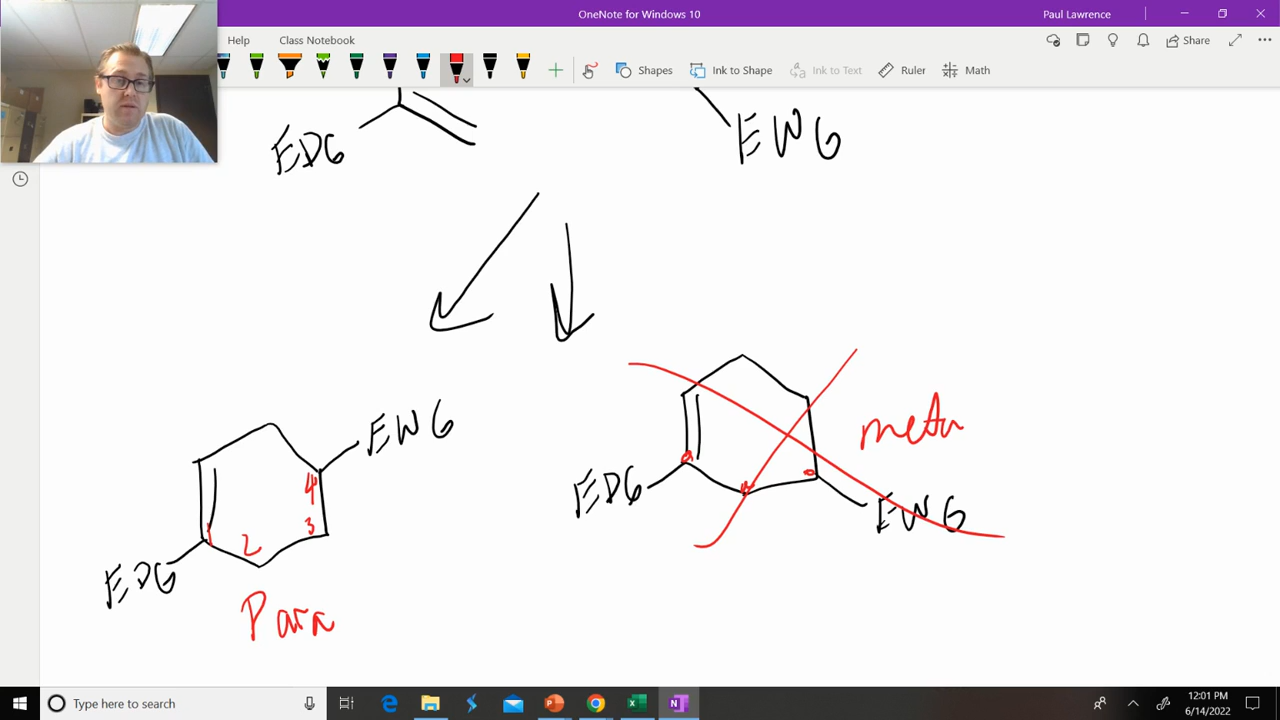 OneNote for Windows 10
Paul Lawrence
Help
Class Notebook
Share
Shapes
Ink to Shape
Ink to Text
Ruler
Math
EDG
EWG
EWG
4
3
2
1
EDG
Para
meta
EDG
EWG
Type here to search
12:01 PM
6/14/2022